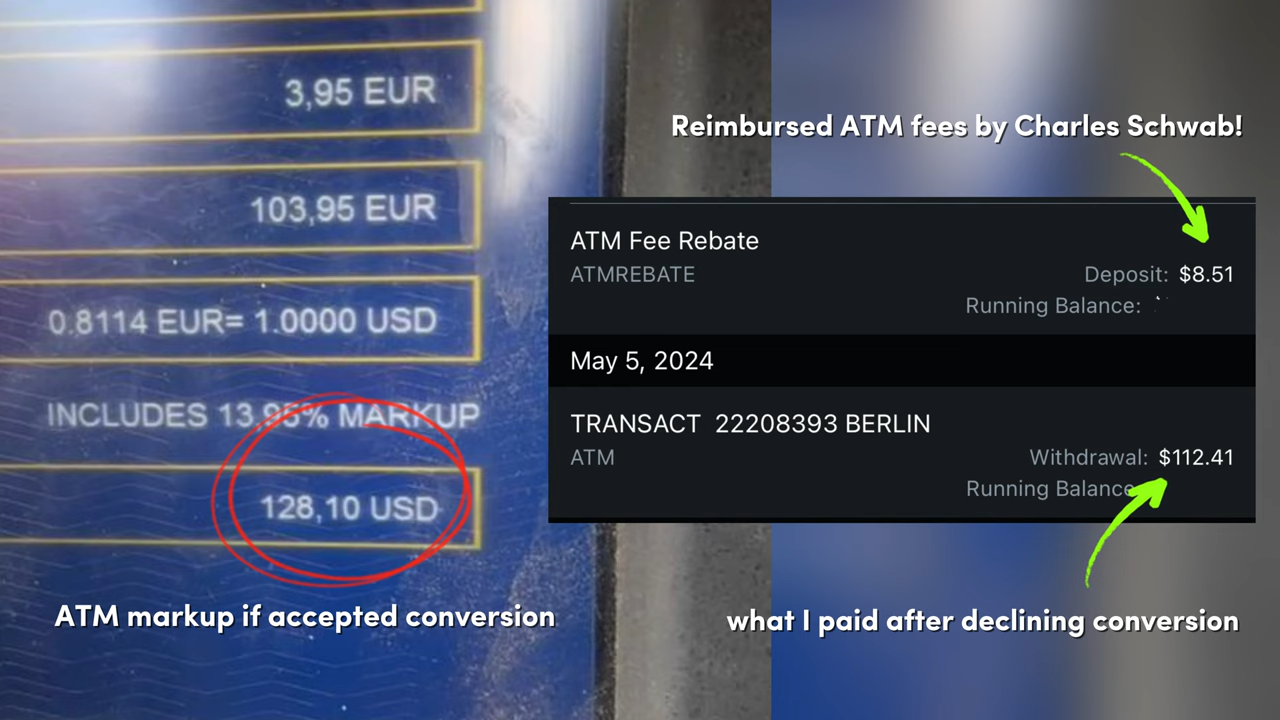 3,95 EUR
103,95 EUR
0.8114 EUR= 1.0000 USD
INCLUDES 13.95% MARKUP
128,10 USD
ATM markup if accepted conversion
Reimbursed ATM fees by Charles Schwab!
ATM Fee Rebate
ATMREBATE
Deposit: $8.51
Running Balance:
May 5, 2024
TRANSACT 22208393 BERLIN
ATM
Withdrawal: $112.41
Running Balance
what I paid after declining conversion